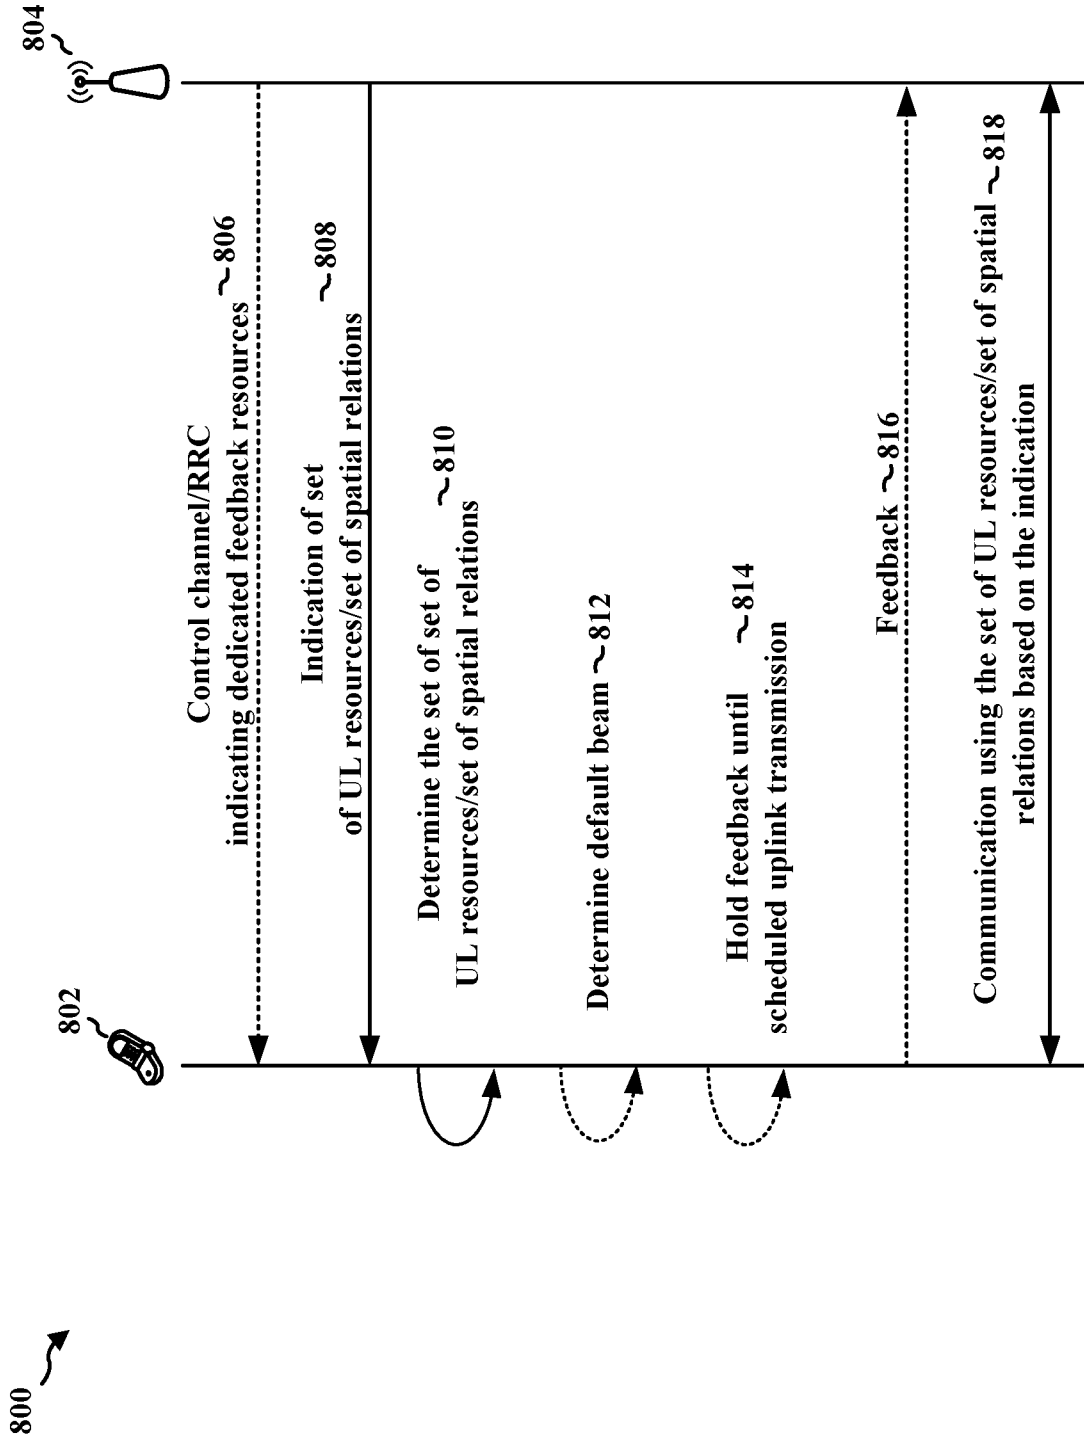 800
802
804
Control channel/RRC
indicating dedicated feedback resources
806
Indication of set
of UL resources/set of spatial relations
808
Determine the set of set of
UL resources/set of spatial relations
810
Determine default beam 812
Hold feedback until
scheduled uplink transmission
814
Feedback 816
Communication using the set of UL resources/set of spatial
relations based on the indication
818